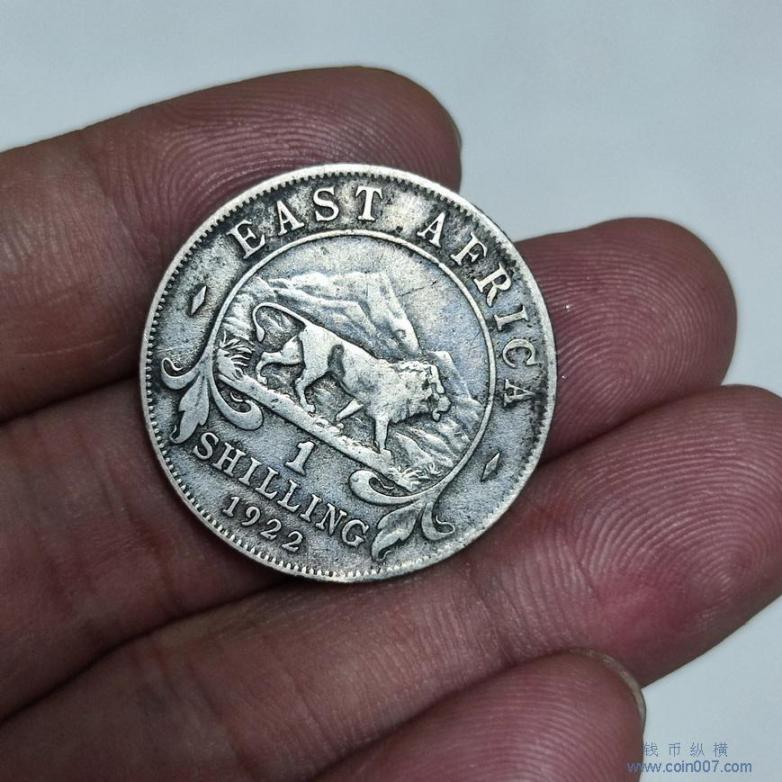 EAST AFRICA
1
SHILLING
1922
钱币纵横
www.coin007.com